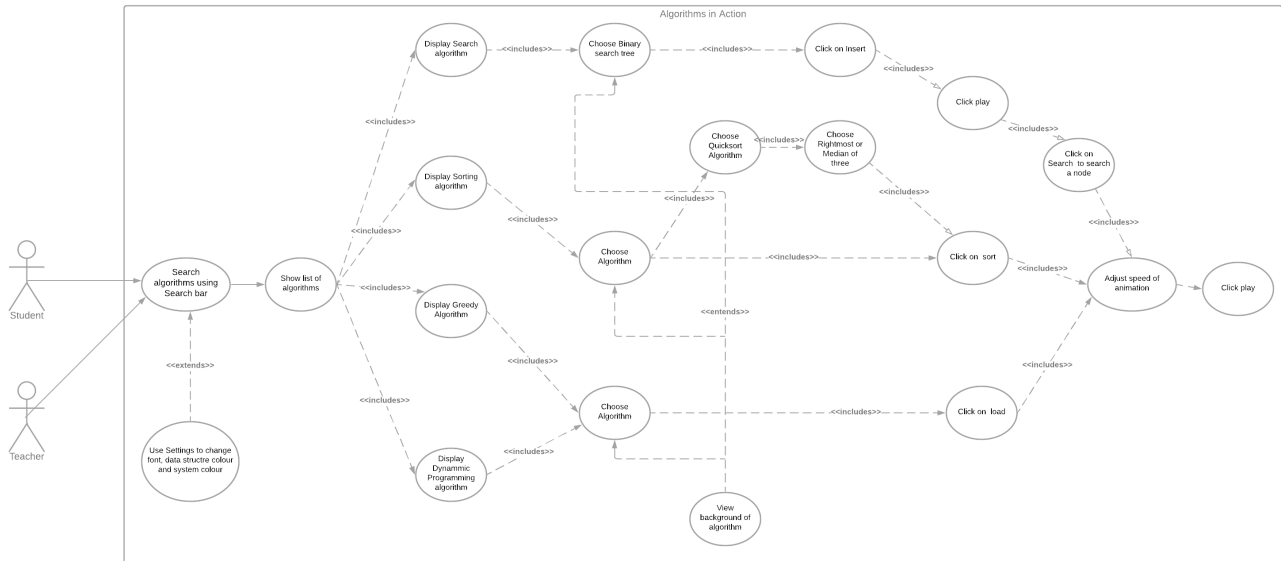 Algorithms in Action
Display Search
algorithm
<<includes>>
Choose Binary
search tree
<<includes>>
Click on Insert
<<includes>>
Click play
<<includes>>
Click on
Search to search
a node
<<includes>>
<<includes>>
Display Sorting
algorithm
<<includes>>
<<includes>>
Choose
Algorithm
<<includes>>
Choose
Quicksort
Algorithm
<<includes>>
Choose
Rightmost or
Median of
three
<<includes>>
<<includes>>
Click on sort
<<includes>>
Adjust speed of
animation
Click play
Student
Search
algorithms using
Search bar
Show list of
algorithms
<<includes>>
Display Greedy
Algorithm
<<includes>>
<<entends>>
<<extends>>
<<includes>>
Choose
Algorithm
<<includes>>
Click on load
<<includes>>
Teacher
Use Settings to change
font, data structre colour
and system colour
Display
Dynammic
Programming
algorithm
<<includes>>
View
background of
algorithm